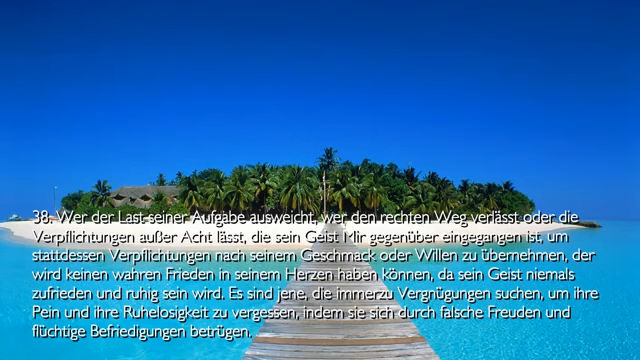 38. Wer der Last seiner Aufgabe ausweicht, wer den rechten Weg verlässt oder die
Verpflichtungen außer Acht lässt, die sein Geist Mir gegenüber eingegangen ist, um
stattdessen Verpflichtungen nach seinem Geschmack oder Willen zu übernehmen, der
wird keinen wahren Frieden in seinem Herzen haben können, da sein Geist niemals
zufrieden und ruhig sein wird. Es sind jene, die immerzu Vergnügungen suchen, um ihre
Pein und ihre Ruhelosigkeit zu vergessen, indem sie sich durch falsche Freuden und
flüchtige Befriedigungen betrügen.